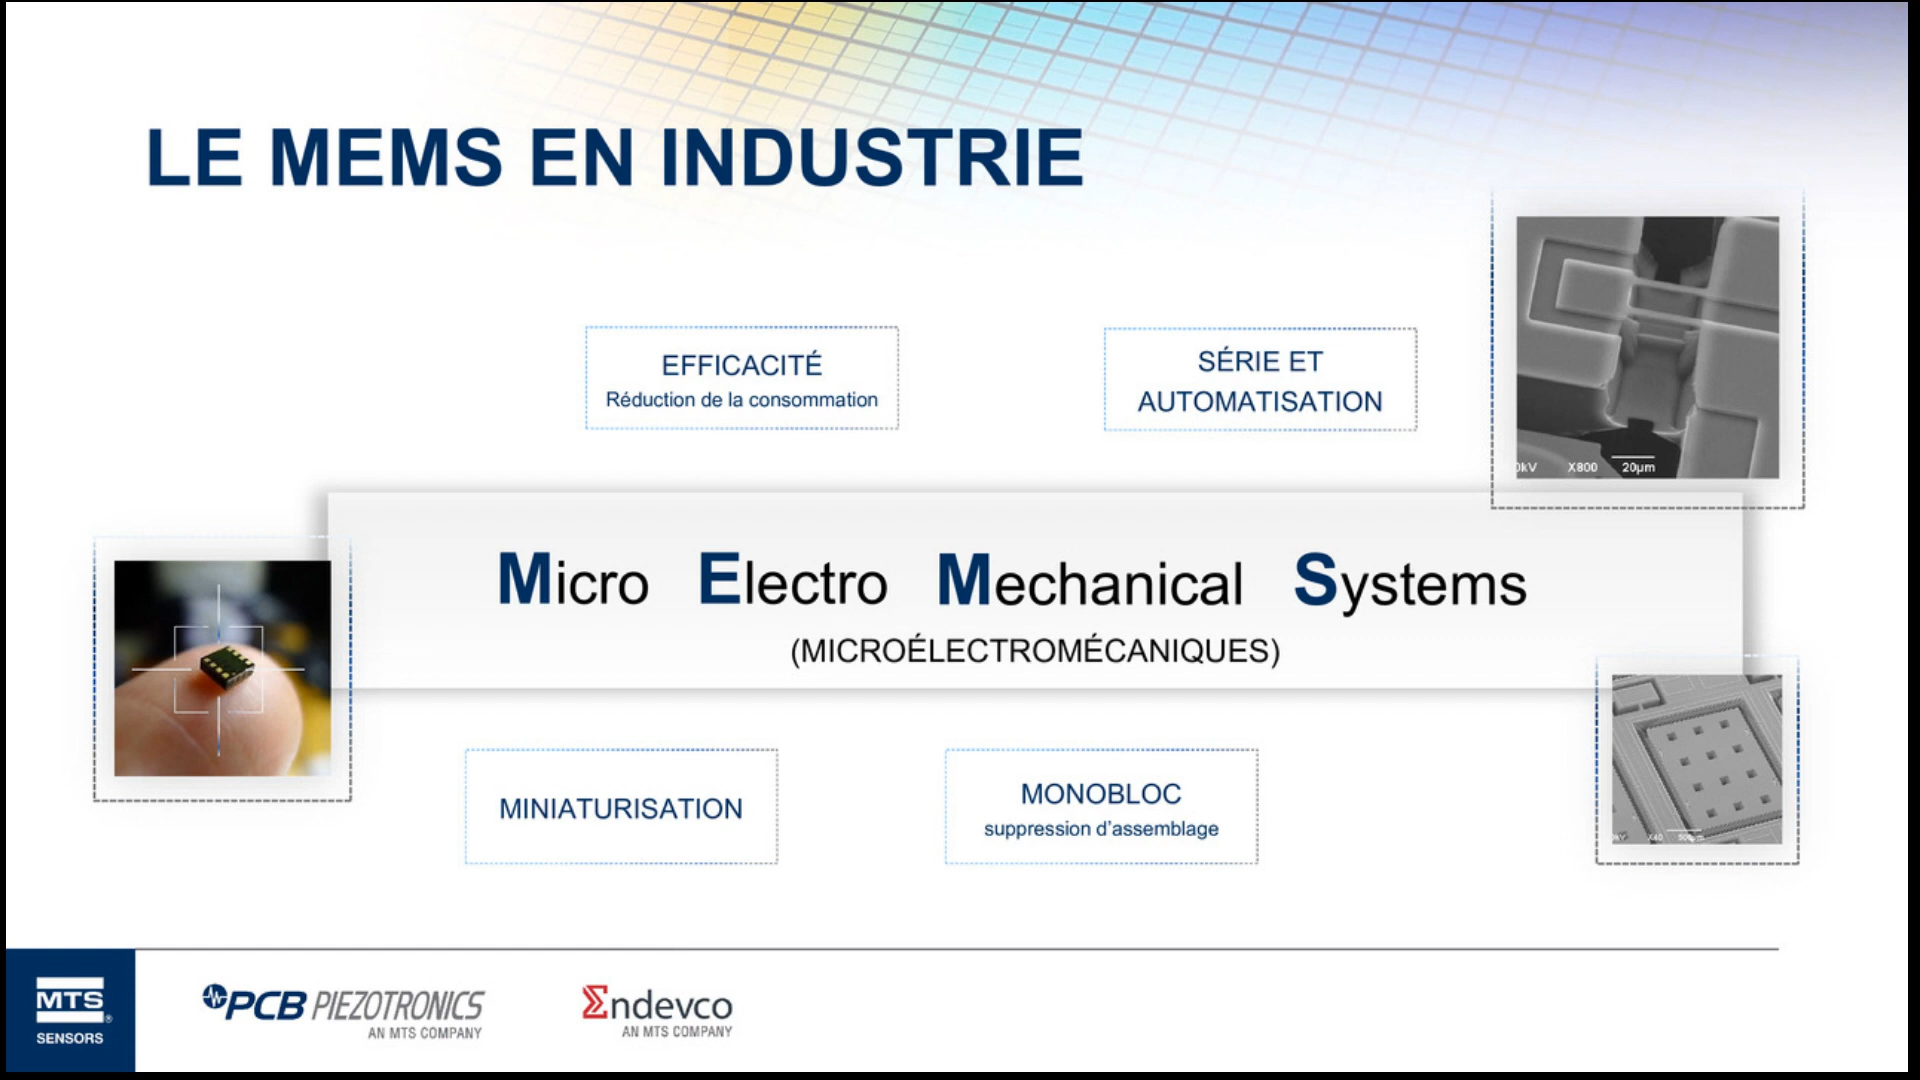 LE MEMS EN INDUSTRIE
EFFICACITÉ
Réduction de la consommation
SÉRIE ET
AUTOMATISATION
X800 20µm
Micro Electro Mechanical Systems
(MICROÉLECTROMÉCANIQUES)
MINIATURISATION
MONOBLOC
suppression d'assemblage
X40
MTS
SENSORS
PCB PIEZOTRONICS
AN MTS COMPANY
Endevco
AN MTS COMPANY